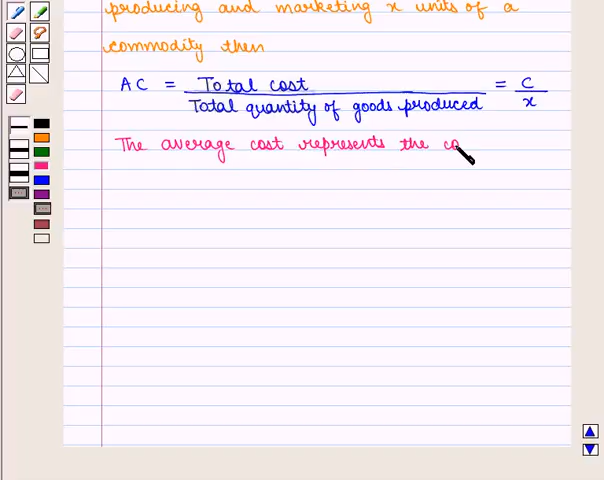 producing and marketing x units of a
commodity then
AC = Total cost / Total quantity of goods produced = C / x
The average cost represents the co